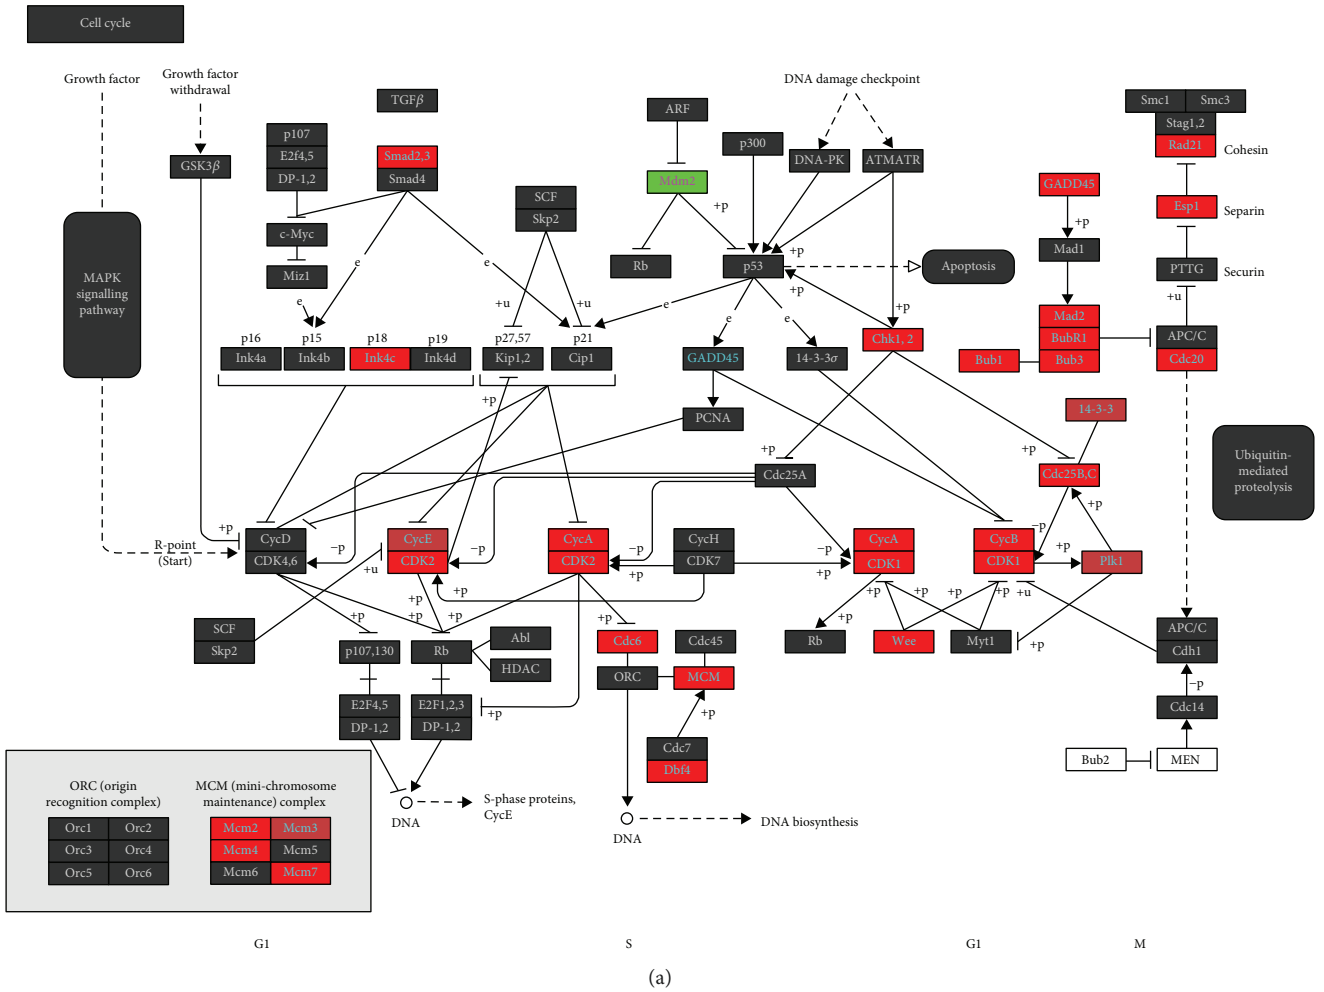 Cell cycle
Growth factor
Growth factor
withdrawal
TGFβ
ARF
DNA damage checkpoint
Smc1 Smc3
Stag1,2
Rad21
Cohesin
p107
E2f4,5
DP-1,2
GSK3β
Smad2,3
Smad4
p300
DNA-PK
ATMATR
Mdm2
+p
GADD45
+p
Esp1
Separin
SCF
Skp2
c-Myc
Miz1
Rb
p53
+p
+p
Apoptosis
Mad1
PTTG
Securin
+u
MAPK
signalling
pathway
e
e
e
+u
+u
e
e
e
+p
p16
Ink4a
p15
Ink4b
p18
Ink4c
p19
Ink4d
p27,57
Kip1,2
p21
Cip1
GADD45
14-3-3σ
Chk1, 2
Bub1
Mad2
BubR1
Bub3
APC/C
Cdc20
+p
PCNA
14-3-3
Ubiquitin-
mediated
proteolysis
+p
Cdc25A
+p
Cdc25B,C
+p
R-point
(Start)
+p
CycD
CDK4,6
−p
+u
CycE
CDK2
−p
CycA
CDK2
−p
+p
CycH
CDK7
−p
+p
CycA
CDK1
CycB
CDK1
−p
+p
+u
Plk1
+p
+p
+p
+p
+p
+p
+p
+p
+p
SCF
Skp2
p107,130
Rb
Abl
HDAC
Cdc6
Cdc45
ORC
MCM
+p
Rb
Wee
Myt1
+p
APC/C
Cdh1
−p
E2F4,5
DP-1,2
E2F1,2,3
DP-1,2
+p
Cdc7
Dbf4
Cdc14
Bub2
MEN
DNA
S-phase proteins,
CycE
DNA
DNA biosynthesis
ORC (origin
recognition complex)
Orc1 Orc2
Orc3 Orc4
Orc5 Orc6
MCM (mini-chromosome
maintenance) complex
Mcm2 Mcm3
Mcm4 Mcm5
Mcm6 Mcm7
G1
S
G1
M
(a)